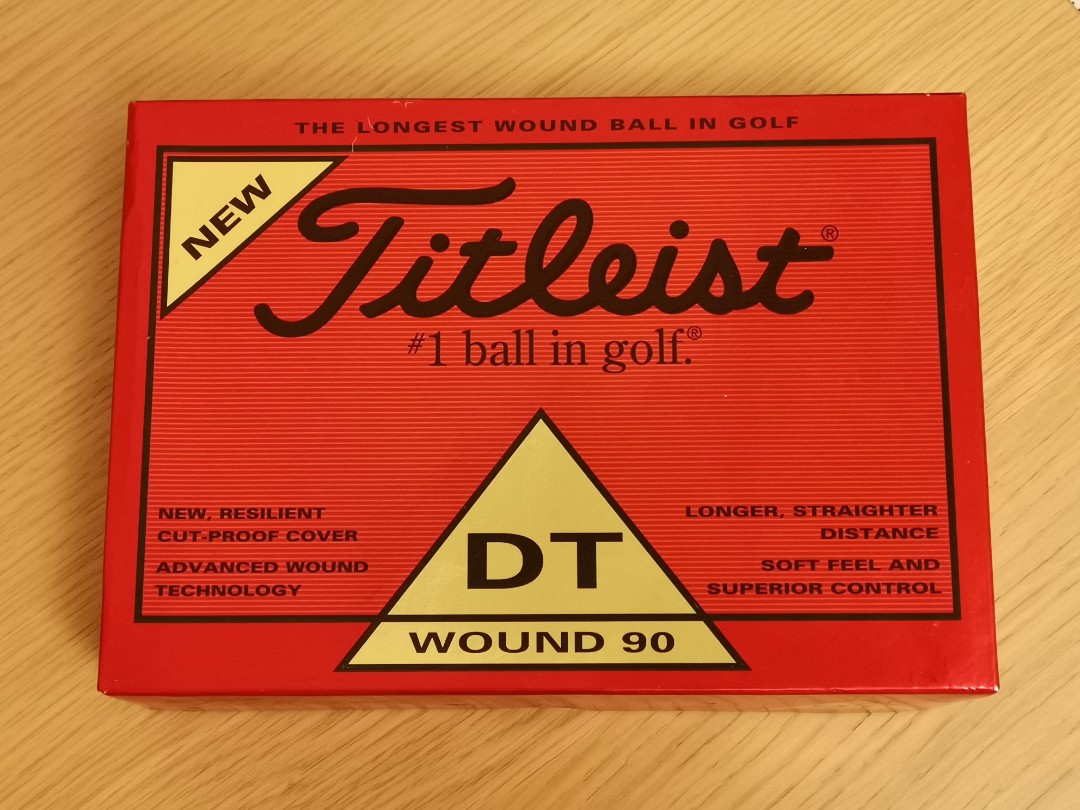 THE LONGEST WOUND BALL IN GOLF
NEW
Titleist®
#1 ball in golf.®
NEW, RESILIENT
CUT-PROOF COVER
ADVANCED WOUND
TECHNOLOGY
DT
WOUND 90
LONGER, STRAIGHTER
DISTANCE
SOFT FEEL AND
SUPERIOR CONTROL